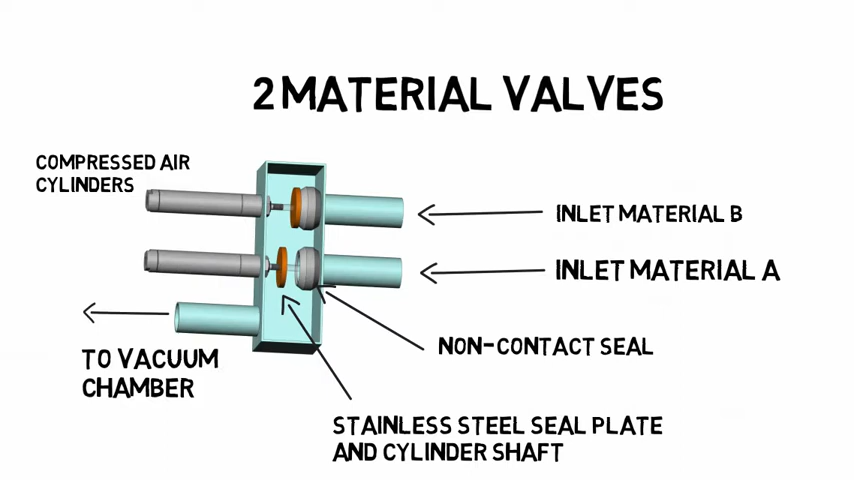 2 MATERIAL VALVES
COMPRESSED AIR
CYLINDERS
INLET MATERIAL B
INLET MATERIAL A
NON-CONTACT SEAL
TO VACUUM
CHAMBER
STAINLESS STEEL SEAL PLATE
AND CYLINDER SHAFT